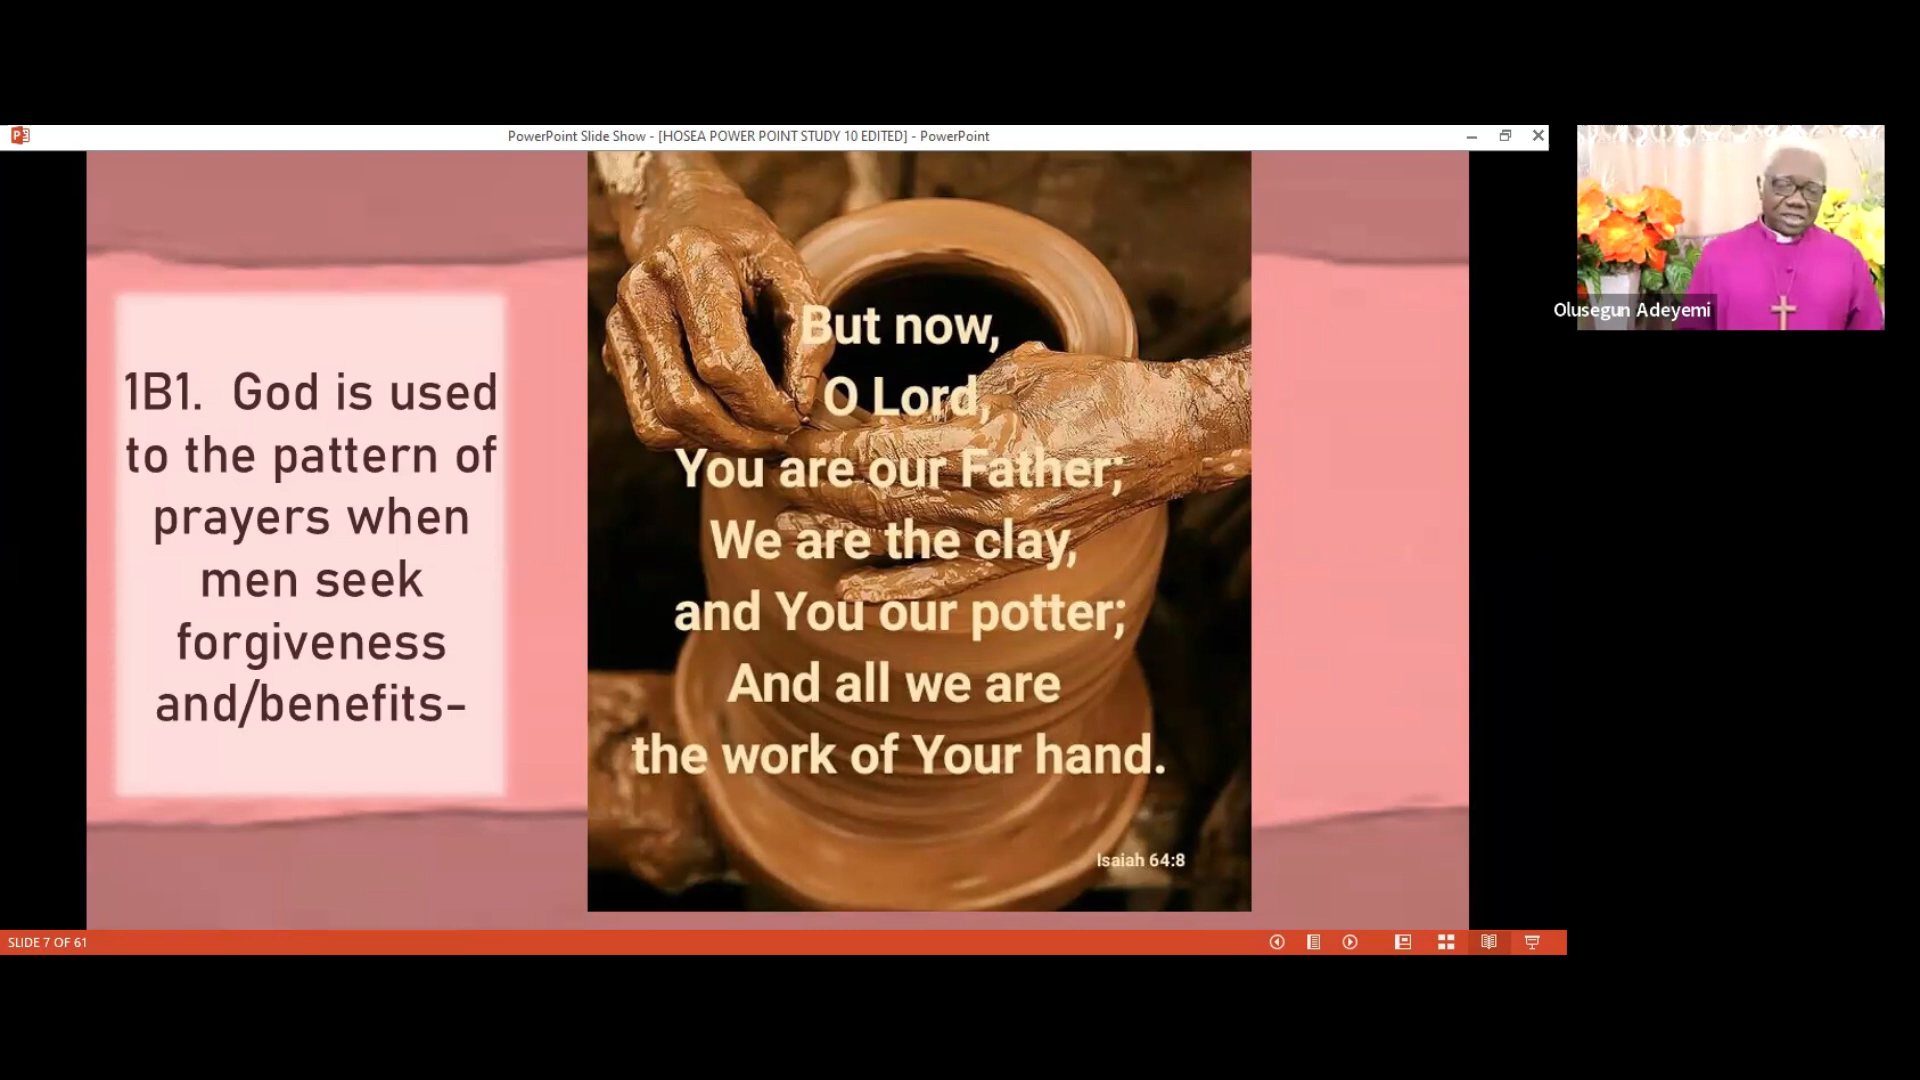 PowerPoint Slide Show - [HOSEA POWER POINT STUDY 10 EDITED] - PowerPoint
1B1. God is used
to the pattern of
prayers when
men seek
forgiveness
and/benefits-
But now,
O Lord,
You are our Father;
We are the clay,
and You our potter;
And all we are
the work of Your hand.
Isaiah 64:8
Olusegun Adeyemi
SLIDE 7 OF 61